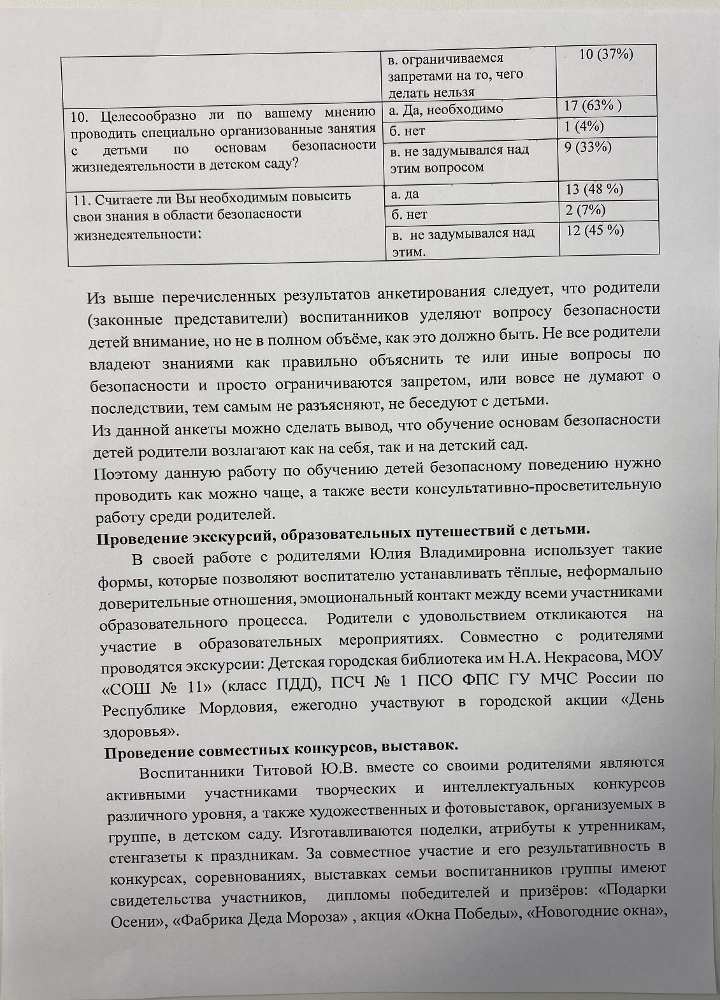 в. ограничиваемся
запретами на то, чего
делать нельзя
10 (37%)
10. Целесообразно ли по вашему мнению
проводить специально организованные занятия
с детьми по основам безопасности
жизнедеятельности в детском саду?
а. Да, необходимо
17 (63% )
б. нет
1 (4%)
в. не задумывался над
этим вопросом
9 (33%)
11. Считаете ли Вы необходимым повысить
свои знания в области безопасности
жизнедеятельности:
а. да
13 (48 %)
б. нет
2 (7%)
в. не задумывался над
этим.
12 (45 %)
Из выше перечисленных результатов анкетирования следует, что родители
(законные представители) воспитанников уделяют вопросу безопасности
детей внимание, но не в полном объёме, как это должно быть. Не все родители
владеют знаниями как правильно объяснить те или иные вопросы по
безопасности и просто ограничиваются запретом, или вовсе не думают о
последствии, тем самым не разъясняют, не беседуют с детьми.
Из данной анкеты можно сделать вывод, что обучение основам безопасности
детей родители возлагают как на себя, так и на детский сад.
Поэтому данную работу по обучению детей безопасному поведению нужно
проводить как можно чаще, а также вести консультативно-просветительную
работу среди родителей.
Проведение экскурсий, образовательных путешествий с детьми.
В своей работе с родителями Юлия Владимировна использует такие
формы, которые позволяют воспитателю устанавливать тёплые, неформально
доверительные отношения, эмоциональный контакт между всеми участниками
образовательного процесса. Родители с удовольствием откликаются на
участие в образовательных мероприятиях. Совместно с родителями
проводятся экскурсии: Детская городская библиотека им Н.А. Некрасова, МОУ
«СОШ № 11» (класс ПДД), ПСЧ № 1 ПСО ФПС ГУ МЧС России по
Республике Мордовия, ежегодно участвуют в городской акции «День
здоровья».
Проведение совместных конкурсов, выставок.
Воспитанники Титовой Ю.В. вместе со своими родителями являются
активными участниками творческих и интеллектуальных конкурсов
различного уровня, а также художественных и фотовыставок, организуемых в
группе, в детском саду. Изготавливаются поделки, атрибуты к утренникам,
стенгазеты к праздникам. За совместное участие и его результативность в
конкурсах, соревнованиях, выставках семьи воспитанников группы имеют
свидетельства участников, дипломы победителей и призёров: «Подарки
Осени», «Фабрика Деда Мороза» , акция «Окна Победы», «Новогодние окна»,